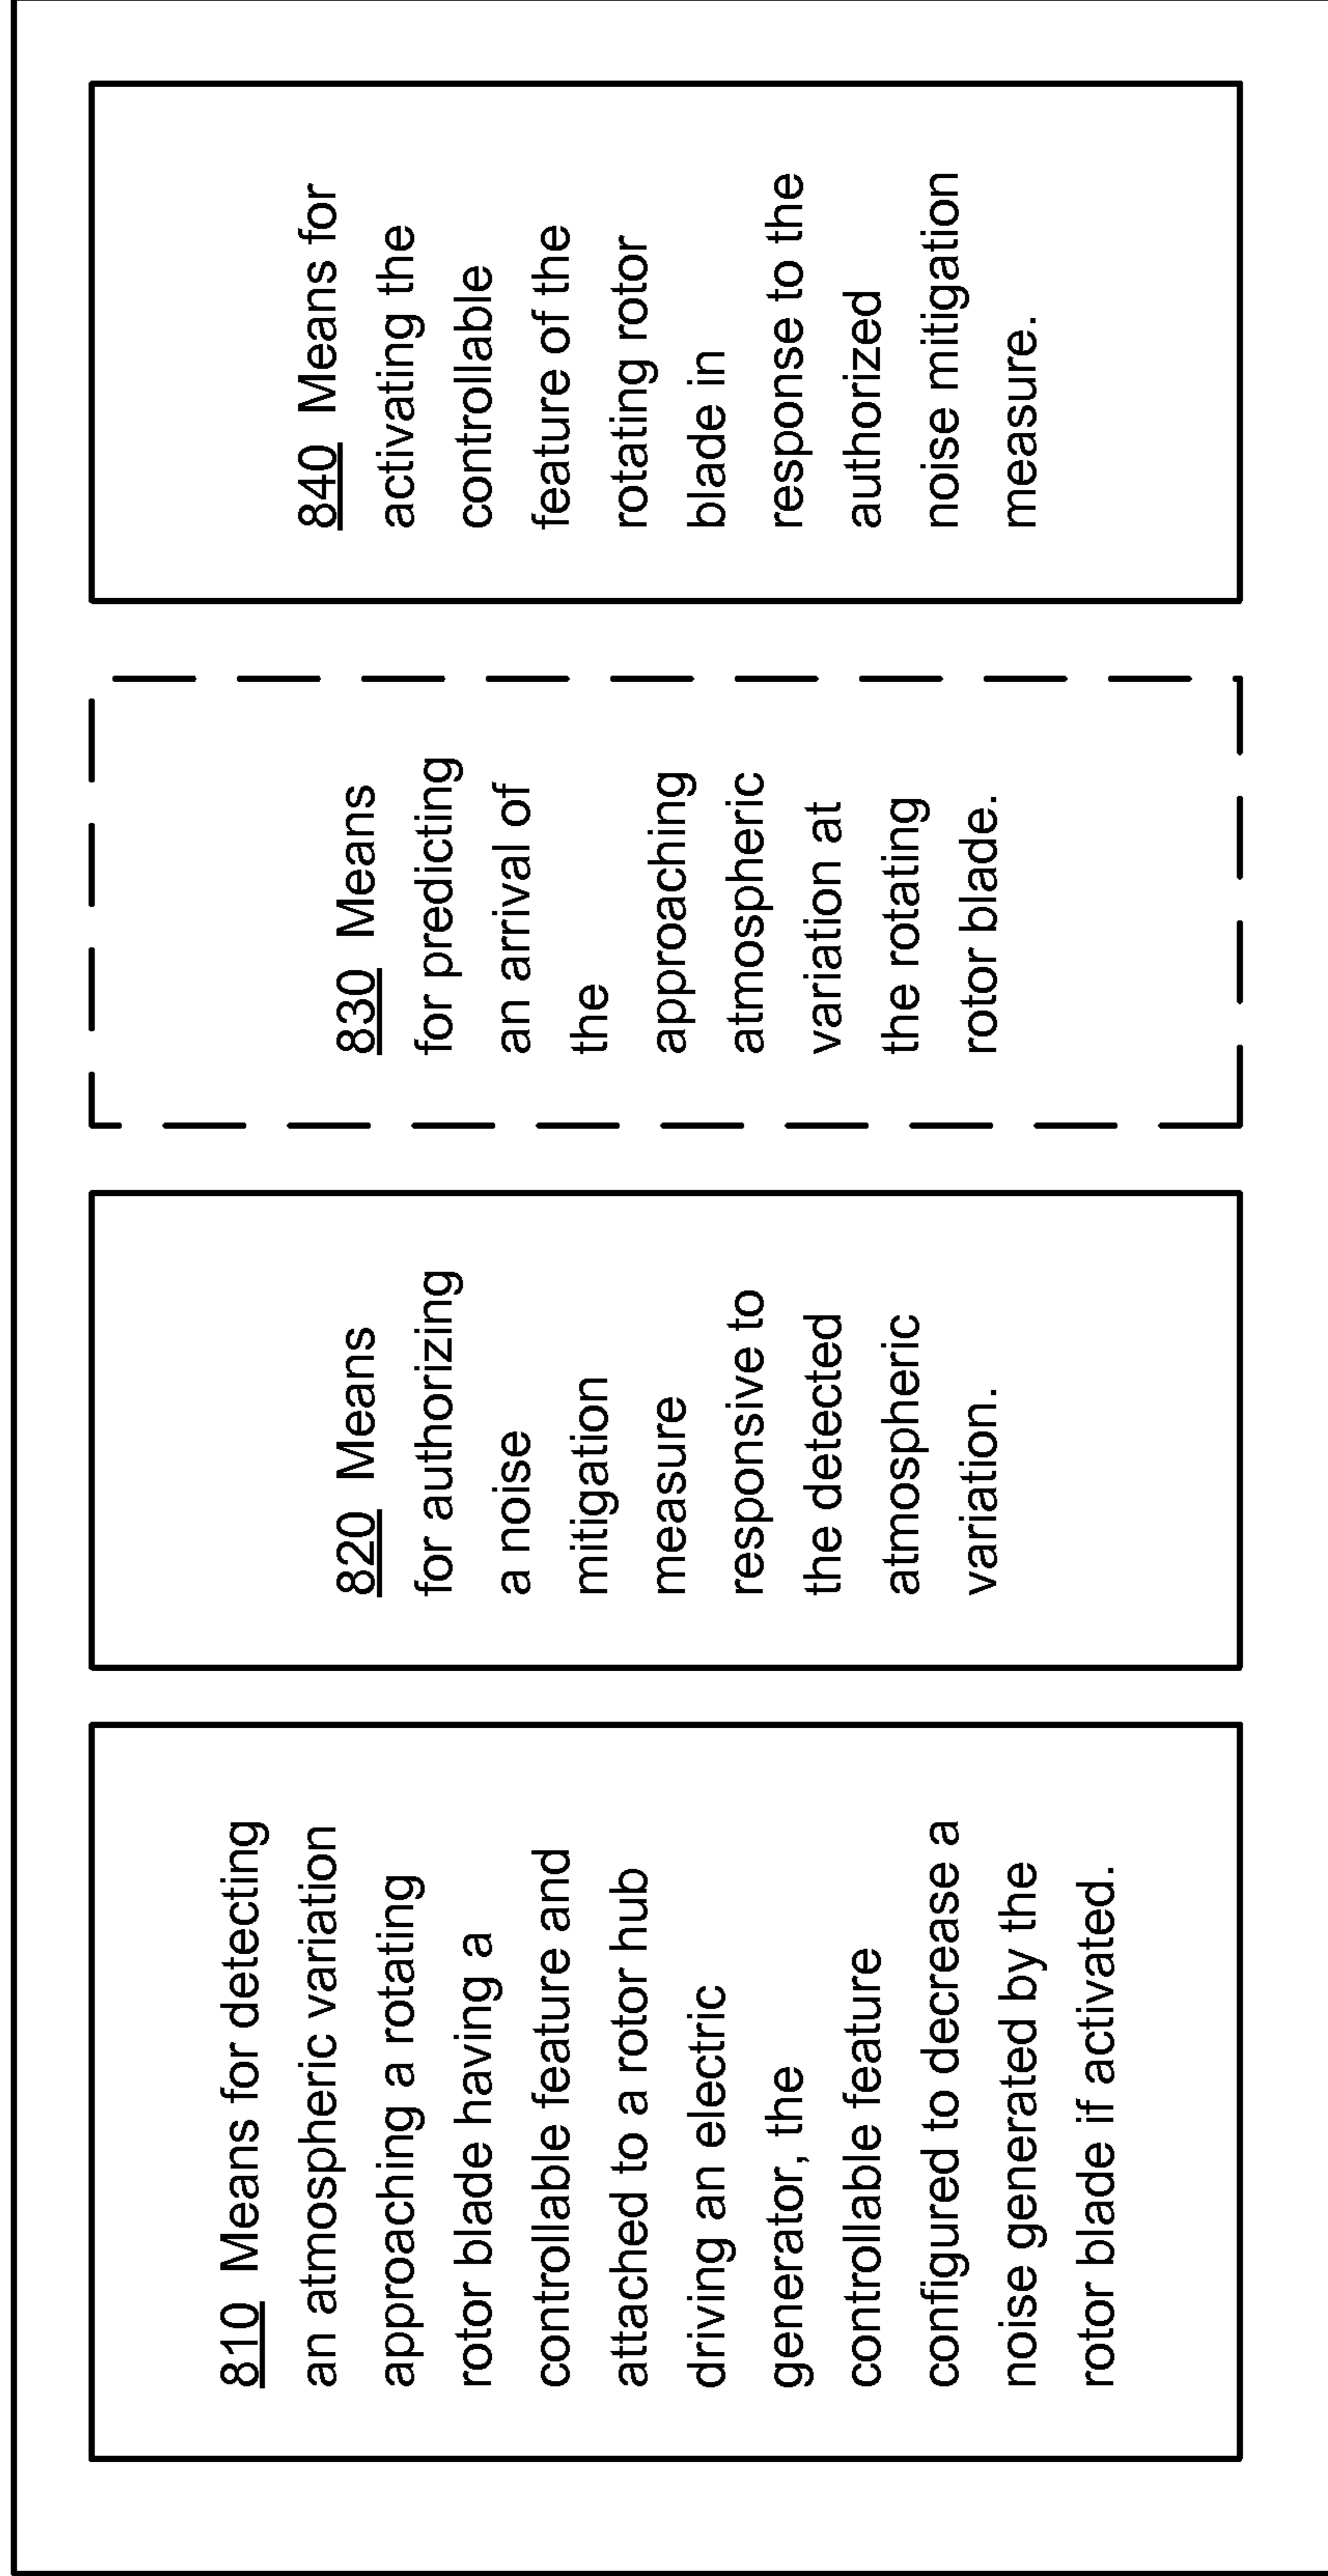 810 Means for detecting
an atmospheric variation
approaching a rotating
rotor blade having a
controllable feature and
attached to a rotor hub
driving an electric
generator, the
controllable feature
configured to decrease a
noise generated by the
rotor blade if activated.
820 Means
for authorizing
a noise
mitigation
measure
responsive to
the detected
atmospheric
variation.
830 Means
for predicting
an arrival of
the
approaching
atmospheric
variation at
the rotating
rotor blade.
840 Means for
activating the
controllable
feature of the
rotating rotor
blade in
response to the
authorized
noise mitigation
measure.